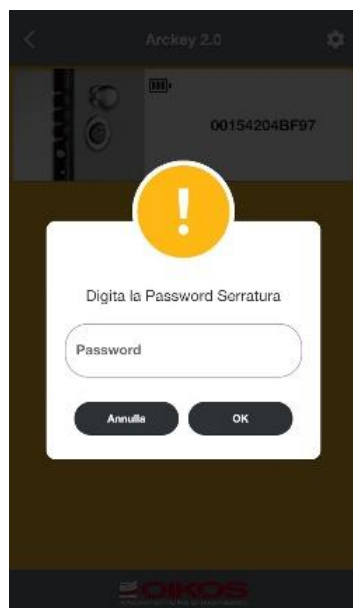 Arckey 2.0
00154204BF97
Digita la Password Serratura
Password
Annulla
OK
OIKOS